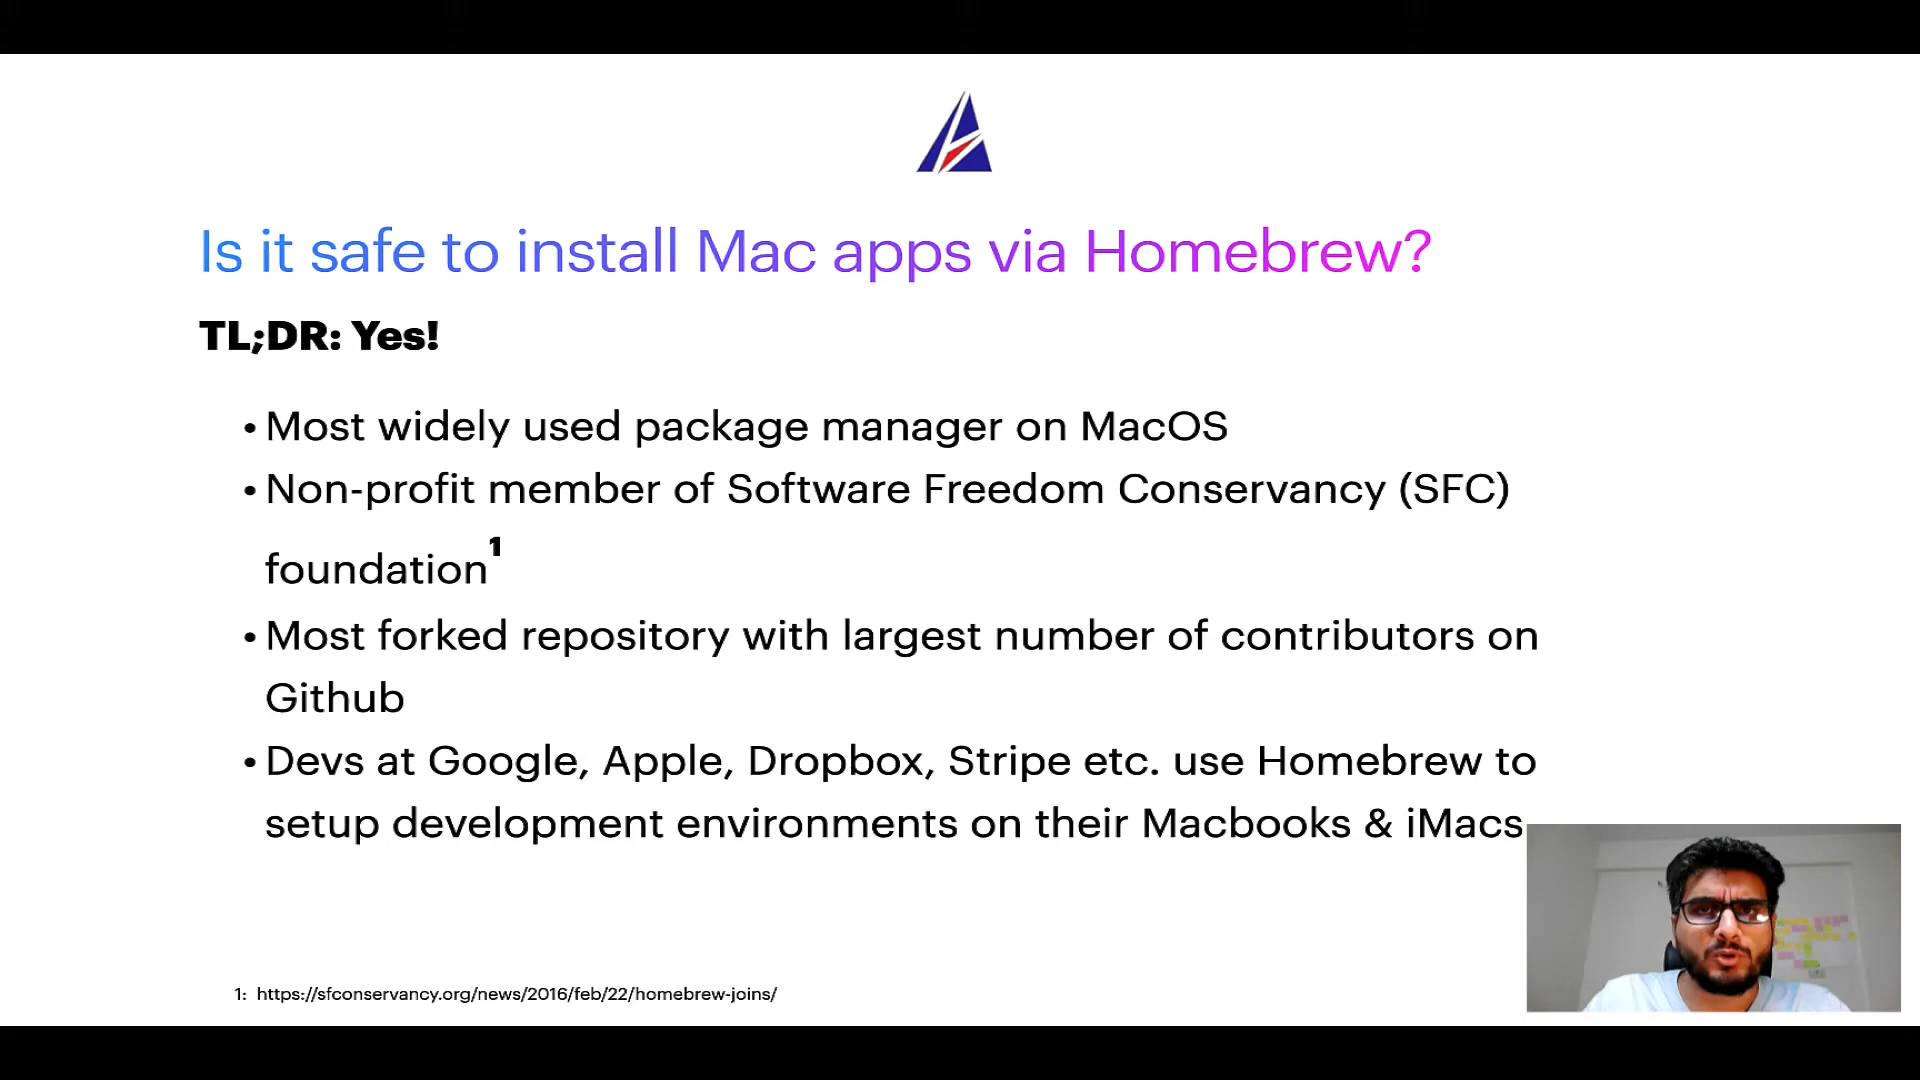 Is it safe to install Mac apps via Homebrew?
TL;DR: Yes!
• Most widely used package manager on MacOS
• Non-profit member of Software Freedom Conservancy (SFC)
foundation¹
• Most forked repository with largest number of contributors on
Github
• Devs at Google, Apple, Dropbox, Stripe etc. use Homebrew to
setup development environments on their Macbooks & iMacs
1: https://sfconservancy.org/news/2016/feb/22/homebrew-joins/